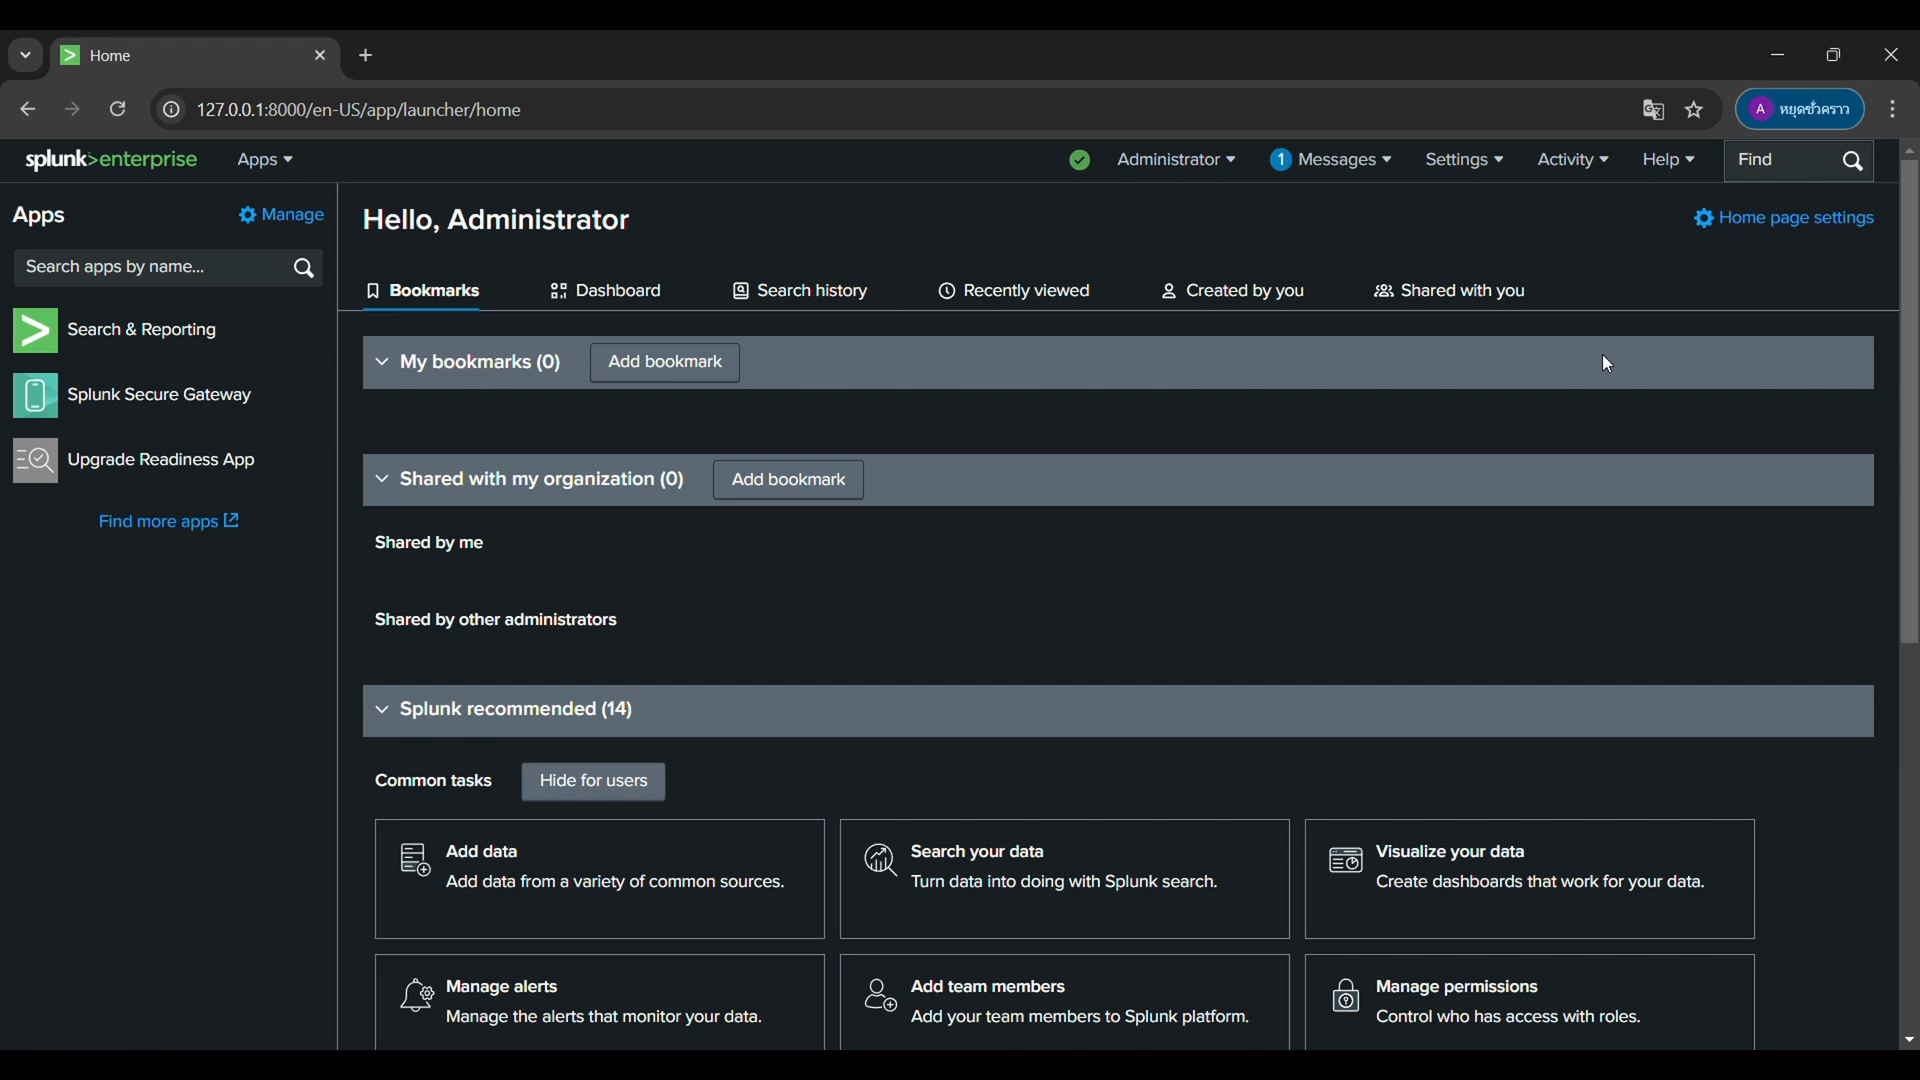 Home
127.0.0.1:8000/en-US/app/launcher/home
A หยุดชั่วคราว
splunk>enterprise
Apps
Administrator
1 Messages
Settings
Activity
Help
Find
Apps
Manage
Search apps by name...
Search & Reporting
Splunk Secure Gateway
Upgrade Readiness App
Find more apps
Hello, Administrator
Home page settings
Bookmarks
Dashboard
Search history
Recently viewed
Created by you
Shared with you
My bookmarks (0)
Add bookmark
Shared with my organization (0)
Add bookmark
Shared by me
Shared by other administrators
Splunk recommended (14)
Common tasks
Hide for users
Add data
Add data from a variety of common sources.
Search your data
Turn data into doing with Splunk search.
Visualize your data
Create dashboards that work for your data.
Manage alerts
Manage the alerts that monitor your data.
Add team members
Add your team members to Splunk platform.
Manage permissions
Control who has access with roles.